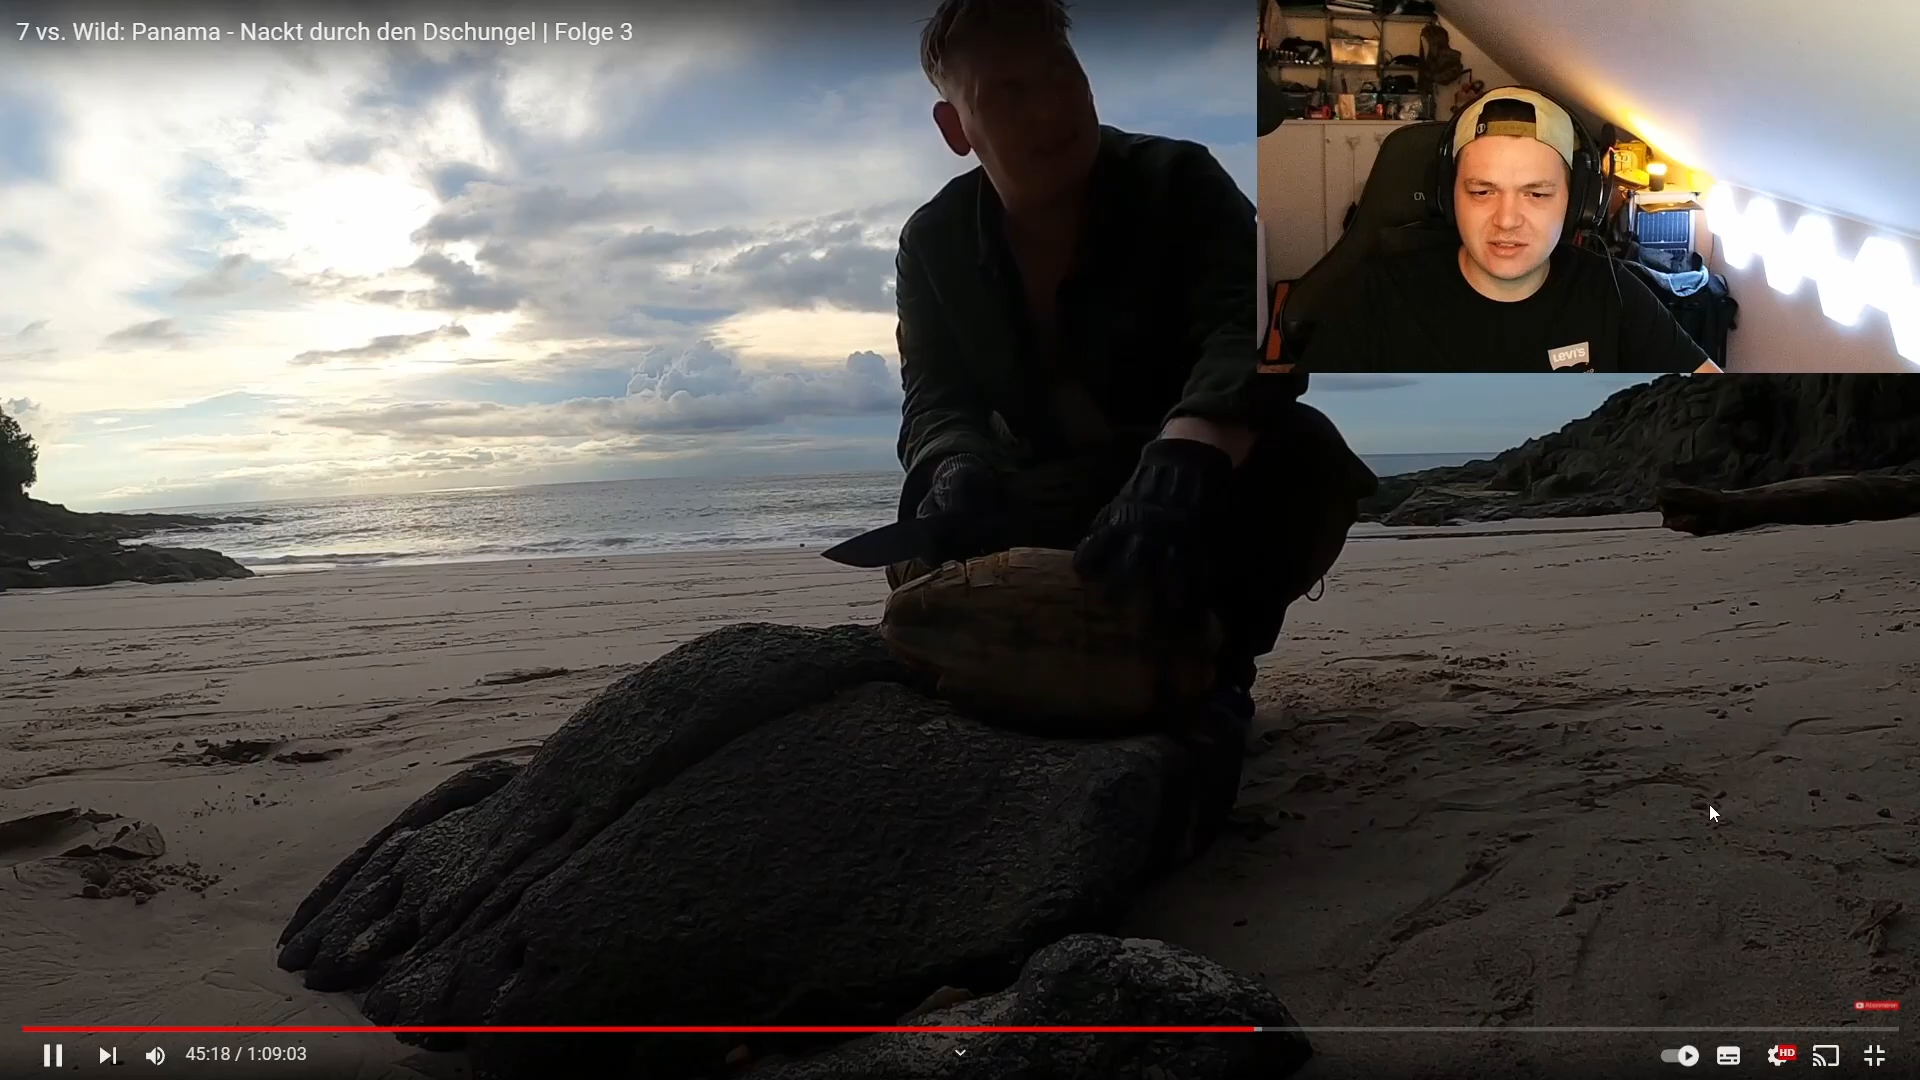 7 vs. Wild: Panama - Nackt durch den Dschungel | Folge 3
Levi's
45:18 / 1:09:03
HD